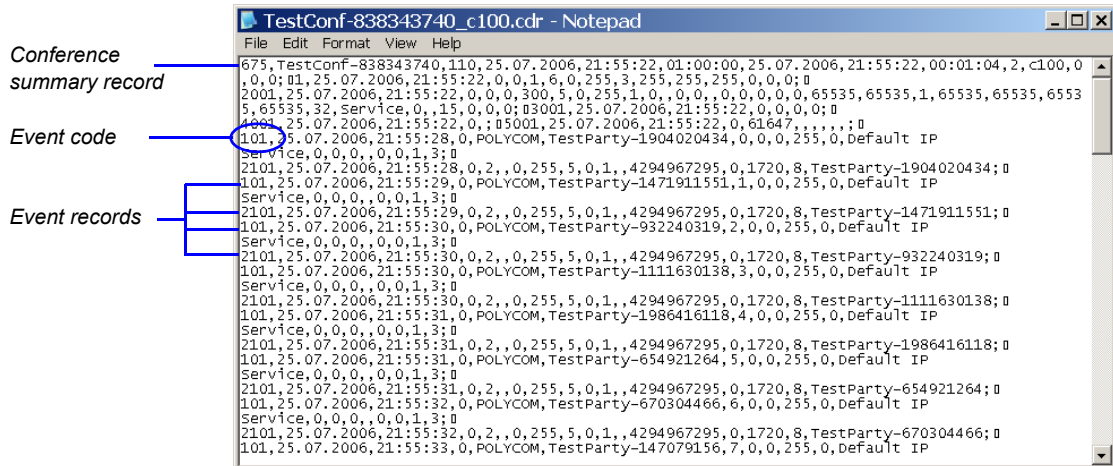 TestConf-838343740_c100.cdr - Notepad
File Edit Format View Help
Conference
summary record
Event code
Event records
675,TestConf-838343740,110,25.07.2006,21:55:22,01:00:00,25.07.2006,21:55:22,00:01:04,2,c100,0
,0,0;▯1,25.07.2006,21:55:22,0,0,1,6,0,255,3,255,255,255,0,0,0;▯
2001,25.07.2006,21:55:22,0,0,0,300,5,0,255,1,0,,0,0,,0,0,0,0,0,65535,65535,1,65535,65535,6553
5,65535,32,Service,0,,15,0,0,0;▯3001,25.07.2006,21:55:22,0,0,0,0;▯
4001,25.07.2006,21:55:22,0,;▯5001,25.07.2006,21:55:22,0,61647,,,,,,;▯
101,25.07.2006,21:55:28,0,POLYCOM,TestParty-1904020434,0,0,0,255,0,Default IP
Service,0,0,0,,0,0,1,3;▯
2101,25.07.2006,21:55:28,0,2,,0,255,5,0,1,,4294967295,0,1720,8,TestParty-1904020434;▯
101,25.07.2006,21:55:29,0,POLYCOM,TestParty-1471911551,1,0,0,255,0,Default IP
Service,0,0,0,,0,0,1,3;▯
2101,25.07.2006,21:55:29,0,2,,0,255,5,0,1,,4294967295,0,1720,8,TestParty-1471911551;▯
101,25.07.2006,21:55:30,0,POLYCOM,TestParty-932240319,2,0,0,255,0,Default IP
Service,0,0,0,,0,0,1,3;▯
2101,25.07.2006,21:55:30,0,2,,0,255,5,0,1,,4294967295,0,1720,8,TestParty-932240319;▯
101,25.07.2006,21:55:30,0,POLYCOM,TestParty-1111630138,3,0,0,255,0,Default IP
Service,0,0,0,,0,0,1,3;▯
2101,25.07.2006,21:55:30,0,2,,0,255,5,0,1,,4294967295,0,1720,8,TestParty-1111630138;▯
101,25.07.2006,21:55:31,0,POLYCOM,TestParty-1986416118,4,0,0,255,0,Default IP
Service,0,0,0,,0,0,1,3;▯
2101,25.07.2006,21:55:31,0,2,,0,255,5,0,1,,4294967295,0,1720,8,TestParty-1986416118;▯
101,25.07.2006,21:55:31,0,POLYCOM,TestParty-654921264,5,0,0,255,0,Default IP
Service,0,0,0,,0,0,1,3;▯
2101,25.07.2006,21:55:31,0,2,,0,255,5,0,1,,4294967295,0,1720,8,TestParty-654921264;▯
101,25.07.2006,21:55:32,0,POLYCOM,TestParty-670304466,6,0,0,255,0,Default IP
Service,0,0,0,,0,0,1,3;▯
2101,25.07.2006,21:55:32,0,2,,0,255,5,0,1,,4294967295,0,1720,8,TestParty-670304466;▯
101,25.07.2006,21:55:33,0,POLYCOM,TestParty-147079156,7,0,0,255,0,Default IP